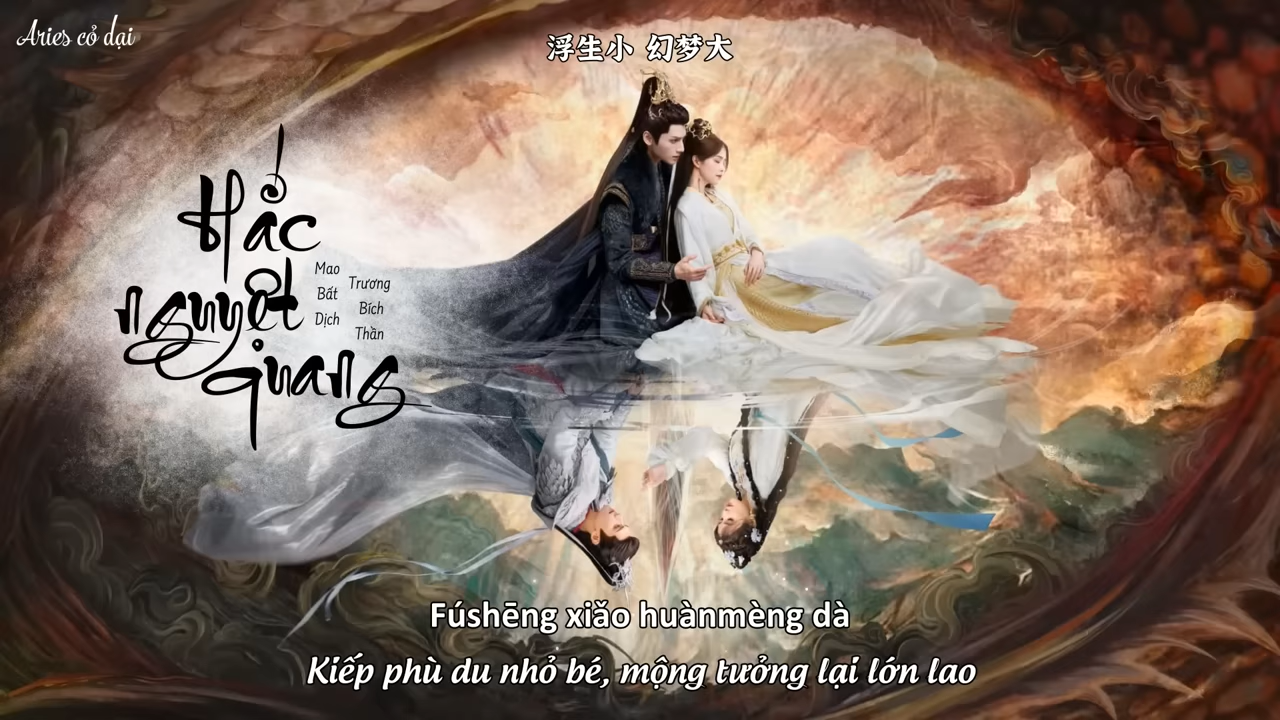 Aries cỏ dại
浮生小 幻梦大
Hắc
nguyệt
quang
Mao
Bất
Dịch
Trương
Bích
Thần
Fúshēng xiǎo huànmèng dà
Kiếp phù du nhỏ bé, mộng tưởng lại lớn lao